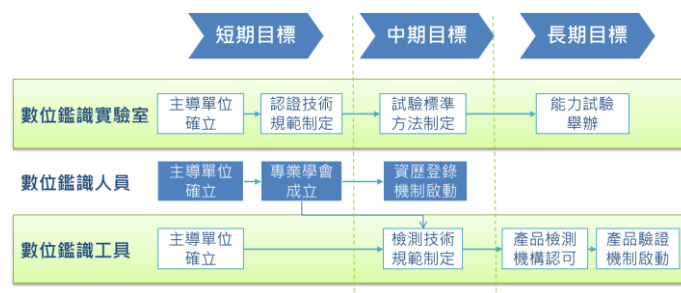 短期目標 中期目標 長期目標
數位鑑識實驗室
主導單位
確立
認證技術
規範制定
試驗標準
方法制定
能力試驗
舉辦
數位鑑識人員
主導單位
確立
專業學會
成立
資歷登錄
機制啟動
數位鑑識工具
主導單位
確立
檢測技術
規範制定
產品檢測
機構認可
產品驗證
機制啟動